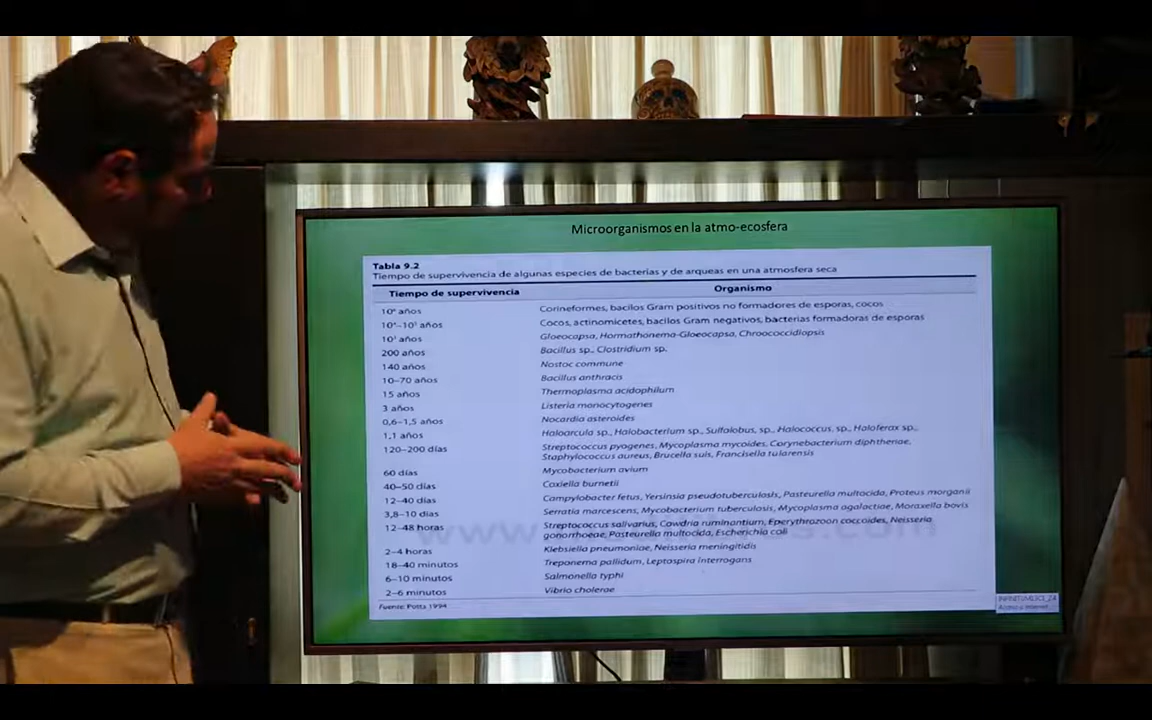 Microorganismos en la atmo-ecosfera
Tabla 9.2
Tiempo de supervivencia de algunas especies de bacterias y de arqueas en una atmosfera seca
Tiempo de supervivencia Organismo
años Corineformes, bacilos Gram positivos no formadores de esporas, cocos
años Cocos, actinomicetes, bacilos Gram negativos, bacterias formadoras de esporas
años Gloeocapsa, Hormathonema-Gloeocapsa, Chroococcidiopsis
200 años Bacillus sp., Clostridium sp.
140 años Nostoc commune
10-70 años Bacillus anthracis
15 años Thermoplasma acidophilum
3 años Listeria monocytogenes
0,6-1,5 años Nocardia asteroides
1,1 años Haloarcula sp., Halobacterium sp., Sulfalobus, sp., Halococcus, sp., Haloferax sp.,
120-200 días Streptococcus pyogenes, Mycoplasma mycoides, Corynebacterium diphtheriae,
Staphylococcus aureus, Brucella suis, Francisella tularensis
60 días Mycobacterium avium
40-50 días Coxiella burnetii
12-40 días Campylobacter fetus, Yersinsia pseudotuberculosis, Pasteurella multocida, Proteus morganii
3,8-10 días Serratia marcescens, Mycobacterium tuberculosis, Mycoplasma agalactiae, Moraxella bovis
12-48 horas Streptococcus salivarius, Cowdria ruminantium, Eperythrozoon coccoides, Neisseria
gonorrhoeae, Pasteurella multocida, Escherichia coli
2-4 horas Klebsiella pneumoniae, Neisseria meningitidis
18-40 minutos Treponema pallidum, Leptospira interrogans
6-10 minutos Salmonella typhi
2-6 minutos Vibrio cholerae
Fuente Potts 1994
Acceso a Internet